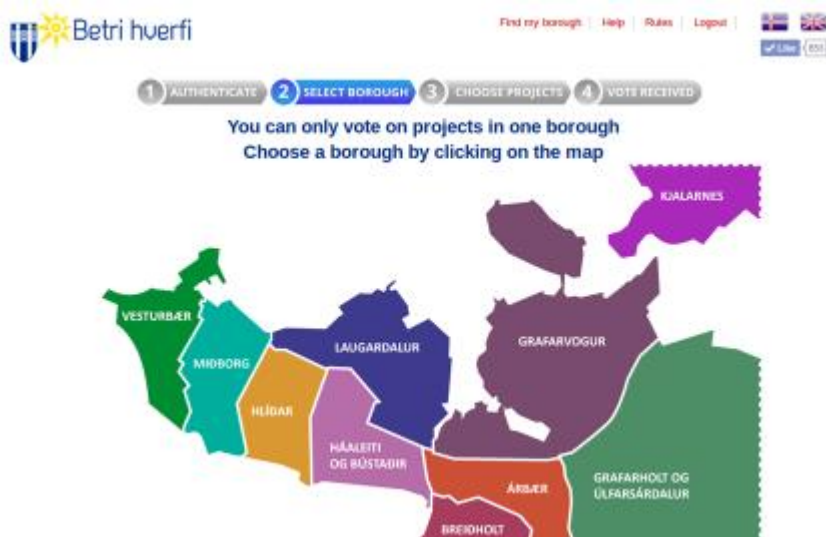 Betri hverfi
Find my borough
Help
Rules
Logout
Like
1 AUTHENTICATE
2 SELECT BOROUGH
3 CHOOSE PROJECTS
4 VOTE RECEIVED
You can only vote on projects in one borough
Choose a borough by clicking on the map
KJALARNES
VESTURBÆR
MIÐBORG
LAUGARDALUR
GRAFARVOGUR
HLÍÐAR
HÁALEITI
OG BÚSTAÐIR
ÁRBÆR
GRAFARHOLT OG
ÚLFARSÁRDALUR
BREIÐHOLT